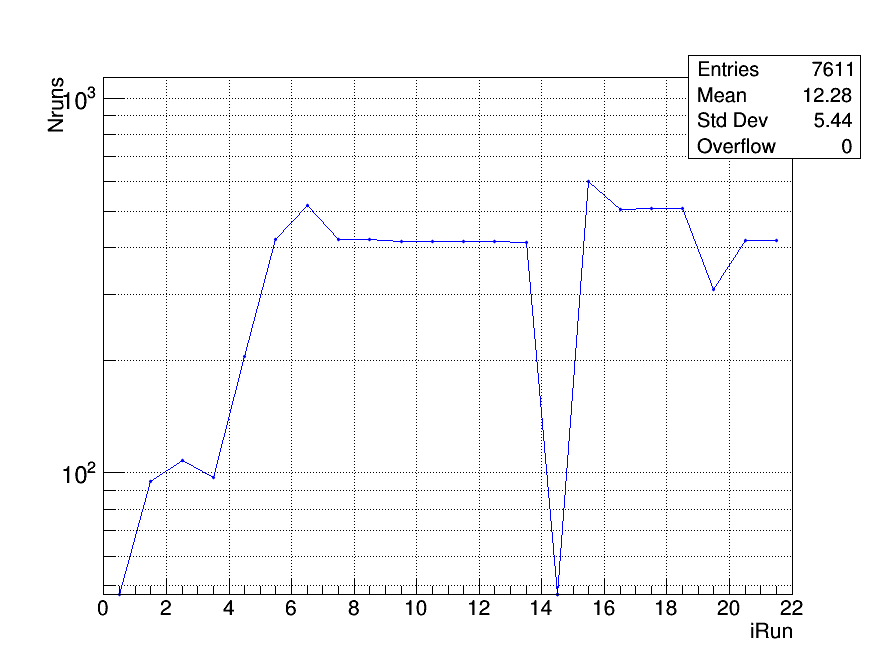 Entries 7611
Mean 12.28
Std Dev 5.44
Overflow 0
Nruns
10³
10²
0 2 4 6 8 10 12 14 16 18 20 22
iRun